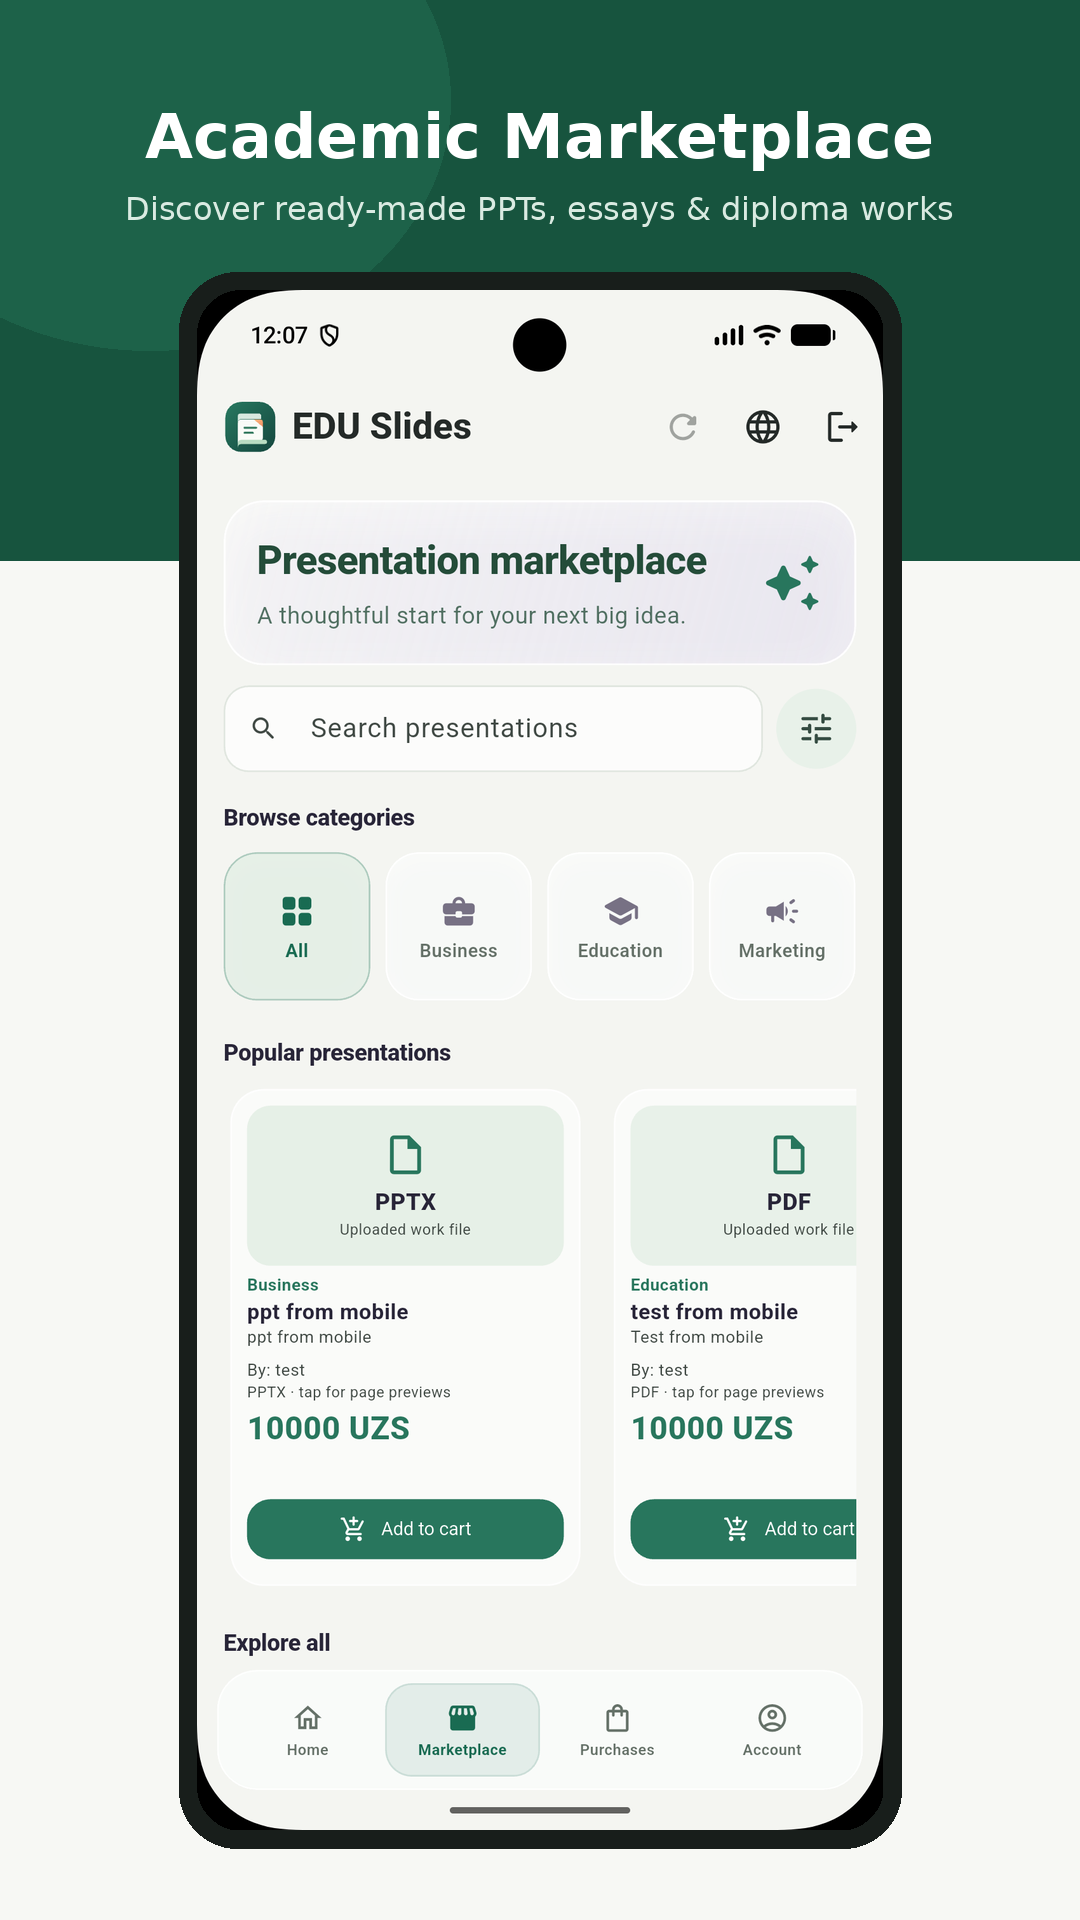 Academic Marketplace
Discover ready-made PPTs, essays & diploma works
12:07
EDU Slides
Presentation marketplace
A thoughtful start for your next big idea.
Search presentations
Browse categories
All
Business
Education
Marketing
Popular presentations
PPTX
Uploaded work file
Business
ppt from mobile
ppt from mobile
By: test
PPTX · tap for page previews
10000 UZS
Add to cart
PDF
Uploaded work file
Education
test from mobile
Test from mobile
By: test
PDF · tap for page previews
10000 UZS
Add to cart
Explore all
Home
Marketplace
Purchases
Account